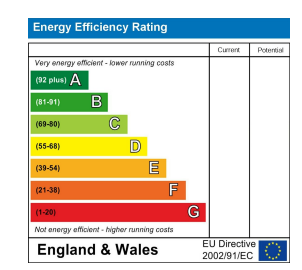 Energy Efficiency Rating
Current Potential
Very energy efficient - lower running costs
(92 plus) A
(81-91) B
(69-80) C
(55-68) D
(39-54) E
(21-38) F
(1-20) G
Not energy efficient - higher running costs
England & Wales
EU Directive
2002/91/EC